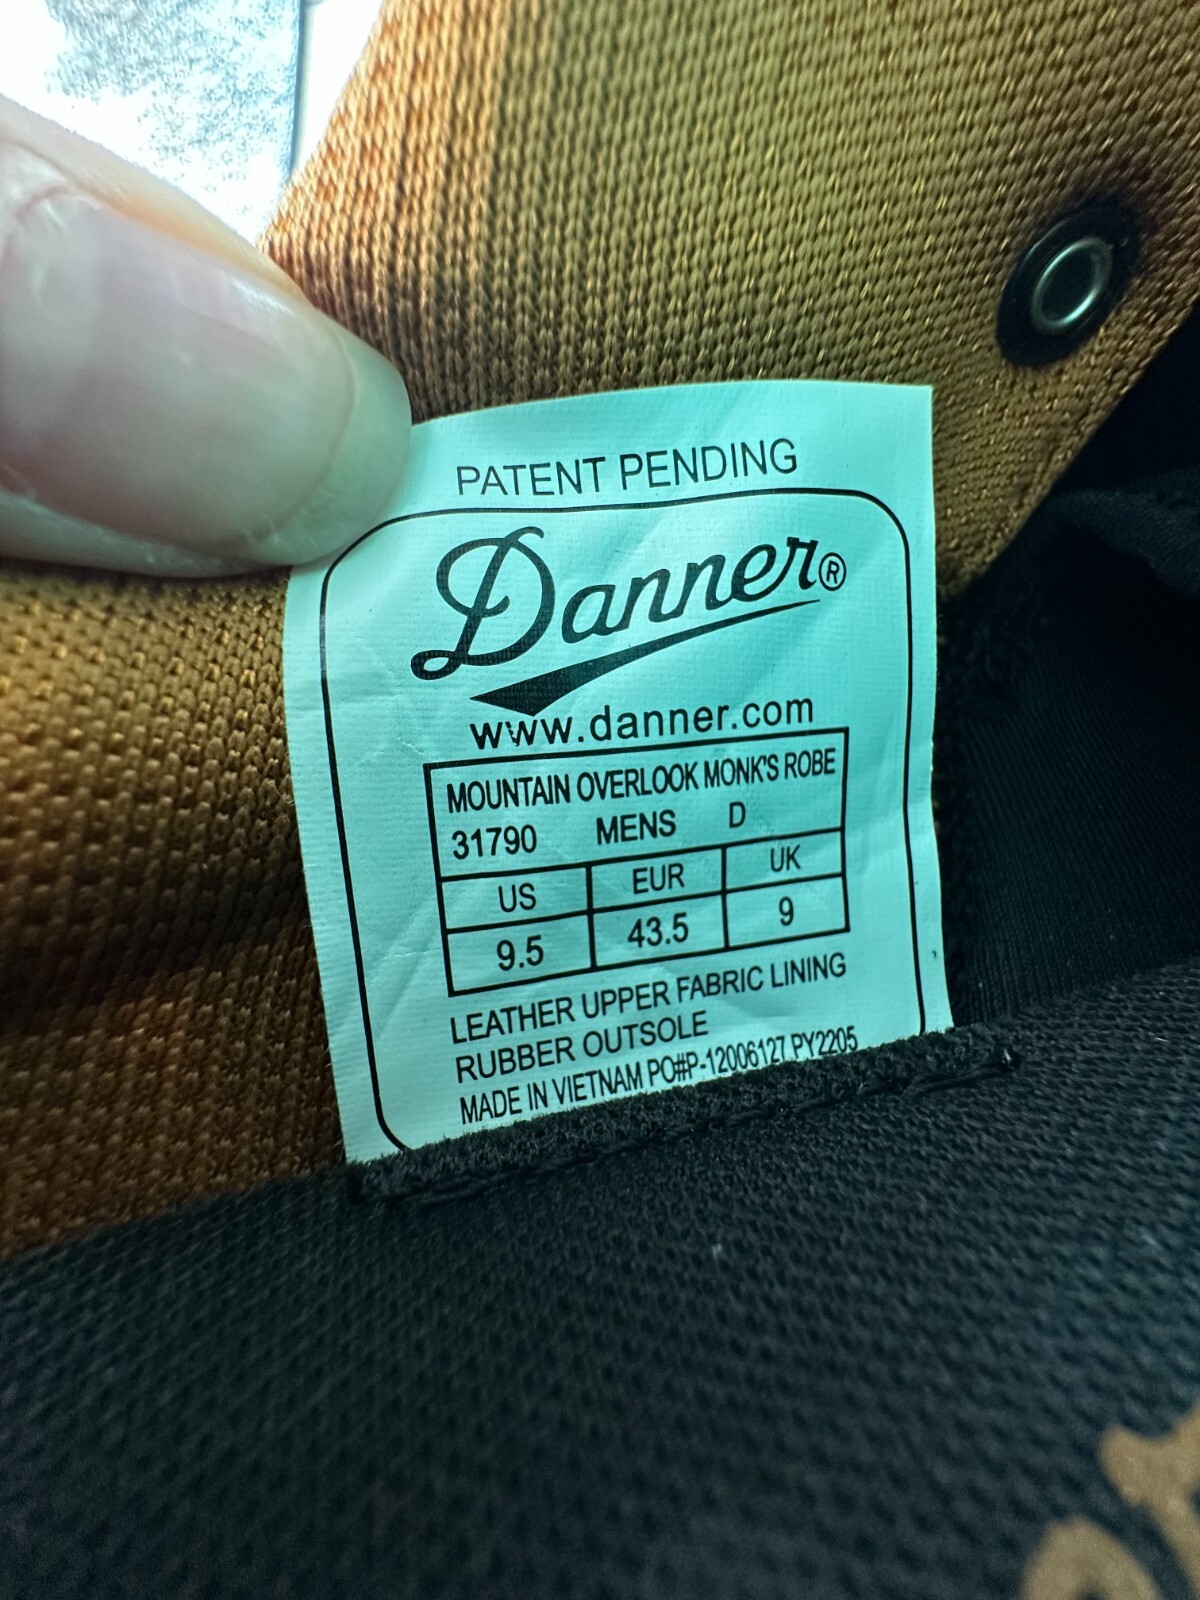 PATENT PENDING
Danner®
www.danner.com
MOUNTAIN OVERLOOK MONK'S ROBE
31790 MENS D
US EUR UK
9.5 43.5 9
LEATHER UPPER FABRIC LINING
RUBBER OUTSOLE
MADE IN VIETNAM PO#P-12006127 PY2205